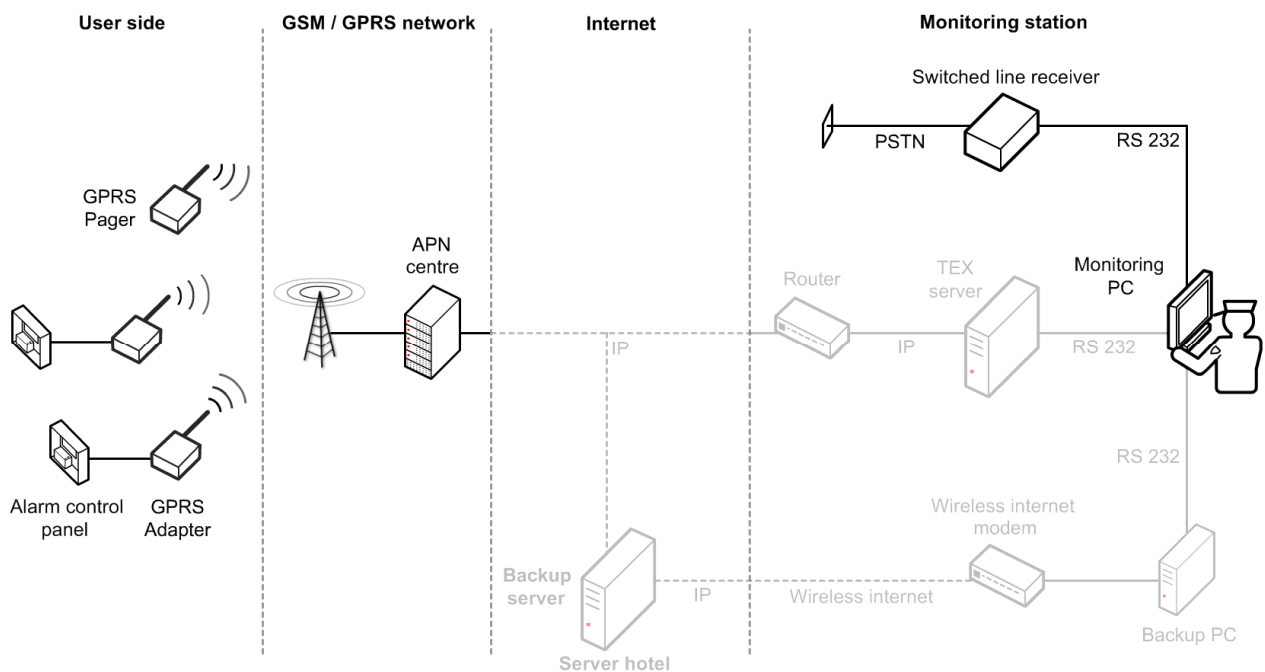 User side
GSM / GPRS network
Internet
Monitoring station
Switched line receiver
PSTN
RS 232
GPRS
Pager
APN
centre
Router
TEX
server
Monitoring
PC
IP
IP
RS 232
RS 232
Alarm control
panel
GPRS
Adapter
Wireless internet
modem
Backup
server
IP
Wireless internet
Backup PC
Server hotel